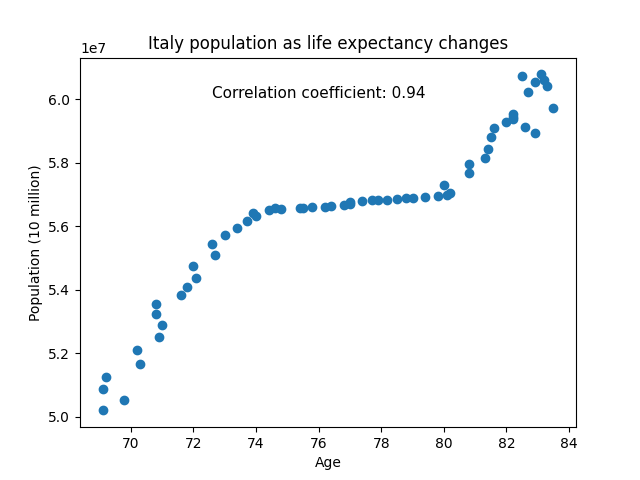 Italy population as life expectancy changes
1e7
Correlation coefficient: 0.94
Population (10 million)
6.0
5.8
5.6
5.4
5.2
5.0
70 72 74 76 78 80 82 84
Age